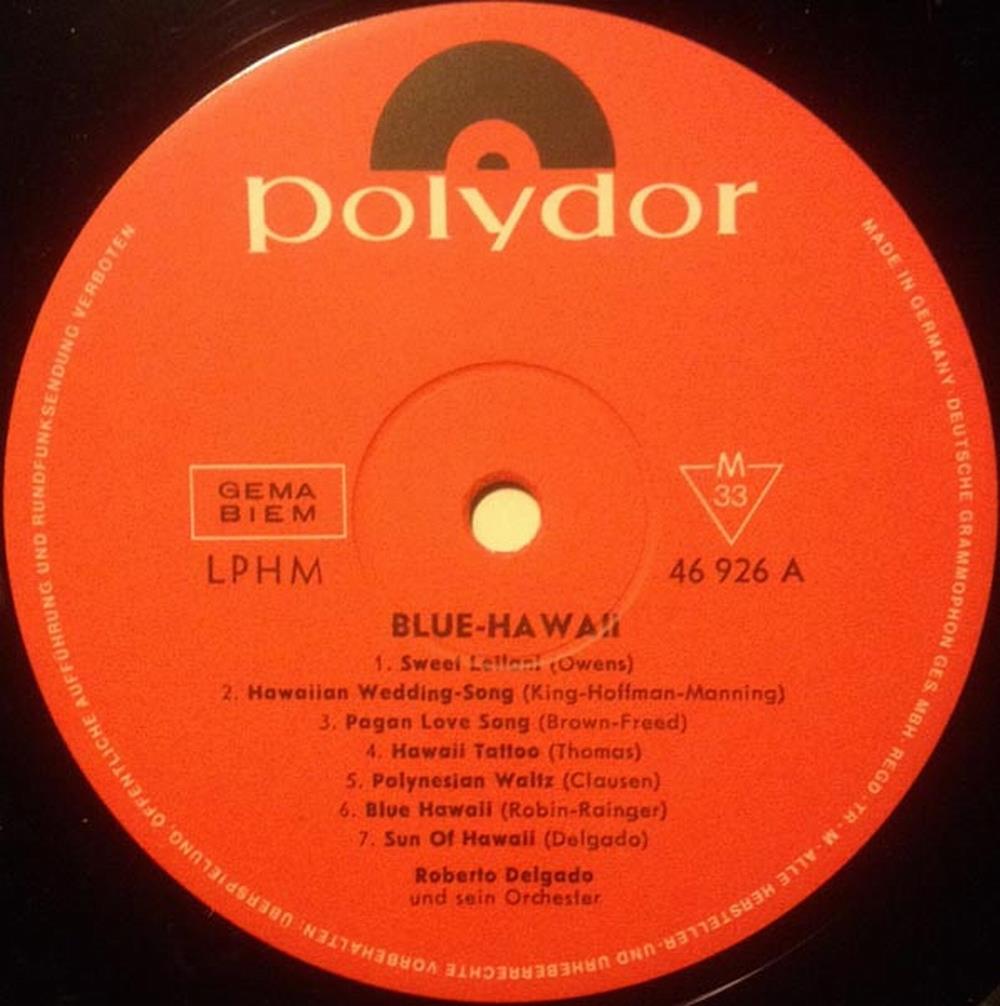 polydor
GEMA
BIEM
LPHM
M
33
46 926 A
BLUE-HAWAII
1. Sweet Leilani (Owens)
2. Hawaiian Wedding-Song (King-Hoffman-Manning)
3. Pagan Love Song (Brown-Freed)
4. Hawaii Tattoo (Thomas)
5. Polynesian Waltz (Clausen)
6. Blue Hawaii (Robin-Rainger)
7. Sun Of Hawaii (Delgado)
Roberto Delgado
und sein Orchester
MADE IN GERMANY · DEUTSCHE GRAMMOPHON GES. MBH · REGD · TR · M · ALLE HERSTELLER- UND URHEBERRECHTE VORBEHALTEN; ÜBERSPIELUNG, ÖFFENTLICHE AUFFÜHRUNG UND RUNDFUNKSENDUNG VERBOTEN